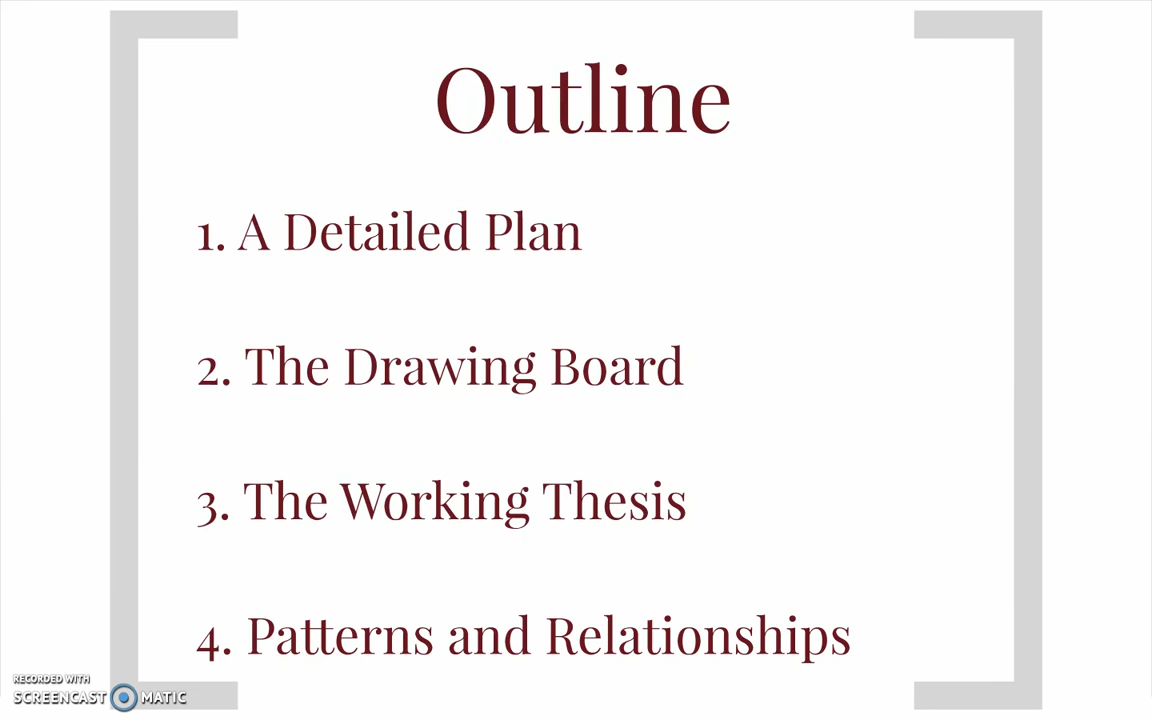 Outline
1. A Detailed Plan
2. The Drawing Board
3. The Working Thesis
4. Patterns and Relationships
RECORDED WITH
SCREENCAST MATIC